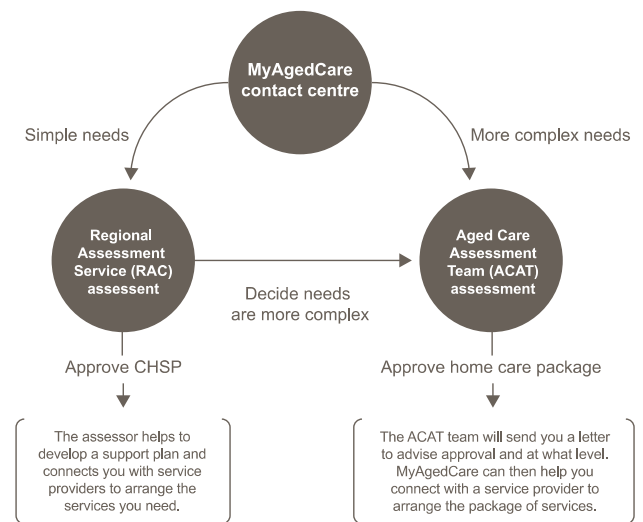 MyAgedCare
contact centre
Simple needs
More complex needs
Regional
Assessment
Service (RAC)
assessent
Aged Care
Assessment
Team (ACAT)
assessment
Decide needs
are more complex
Approve CHSP
Approve home care package
The assessor helps to
develop a support plan and
connects you with service
providers to arrange the
services you need.
The ACAT team will send you a letter
to advise approval and at what level.
MyAgedCare can then help you
connect with a service provider to
arrange the package of services.